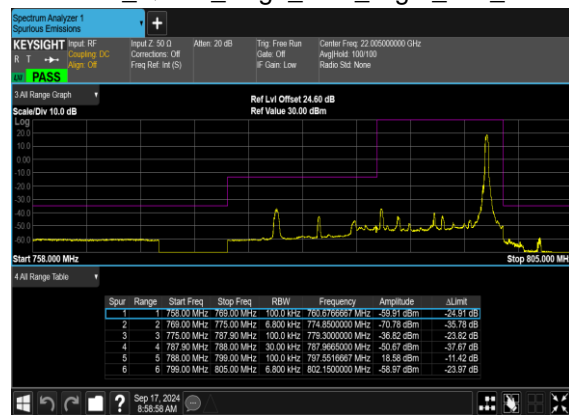 Spectrum Analyzer 1
Spurious Emissions
+
KEYSIGHT Input: RF Input Z: 50 Ω Atten: 20 dB Trig: Free Run Center Freq: 22.005000000 GHz
R T Coupling: DC Corrections: Off Gate: Off Avg|Hold: 100/100
Align: Off Freq Ref: Int (S) IF Gain: Low Radio Std: None
PASS
3 All Range Graph
Ref Lvl Offset 24.60 dB
Scale/Div 10.0 dB Ref Value 30.00 dBm
Log
20.0
10.0
0.00
-10.0
-20.0
-30.0
-40.0
-50.0
-60.0
Start 758.000 MHz Stop 805.000 MH
4 All Range Table
Spur Range Start Freq Stop Freq RBW Frequency Amplitude ΔLimit
1 1 758.00 MHz 769.00 MHz 100.0 kHz 760.6766667 MHz -59.91 dBm -24.91 dB
2 2 769.00 MHz 775.00 MHz 6.800 kHz 774.8500000 MHz -70.78 dBm -35.78 dB
3 3 775.00 MHz 787.90 MHz 100.0 kHz 779.3000000 MHz -36.82 dBm -23.82 dB
4 4 787.90 MHz 788.00 MHz 30.00 kHz 787.9665000 MHz -50.67 dBm -37.67 dB
5 5 788.00 MHz 799.00 MHz 100.0 kHz 797.5516667 MHz 18.58 dBm -11.42 dB
6 6 799.00 MHz 805.00 MHz 6.800 kHz 802.1500000 MHz -58.97 dBm -23.97 dB
? Sep 17, 2024
8:58:58 AM